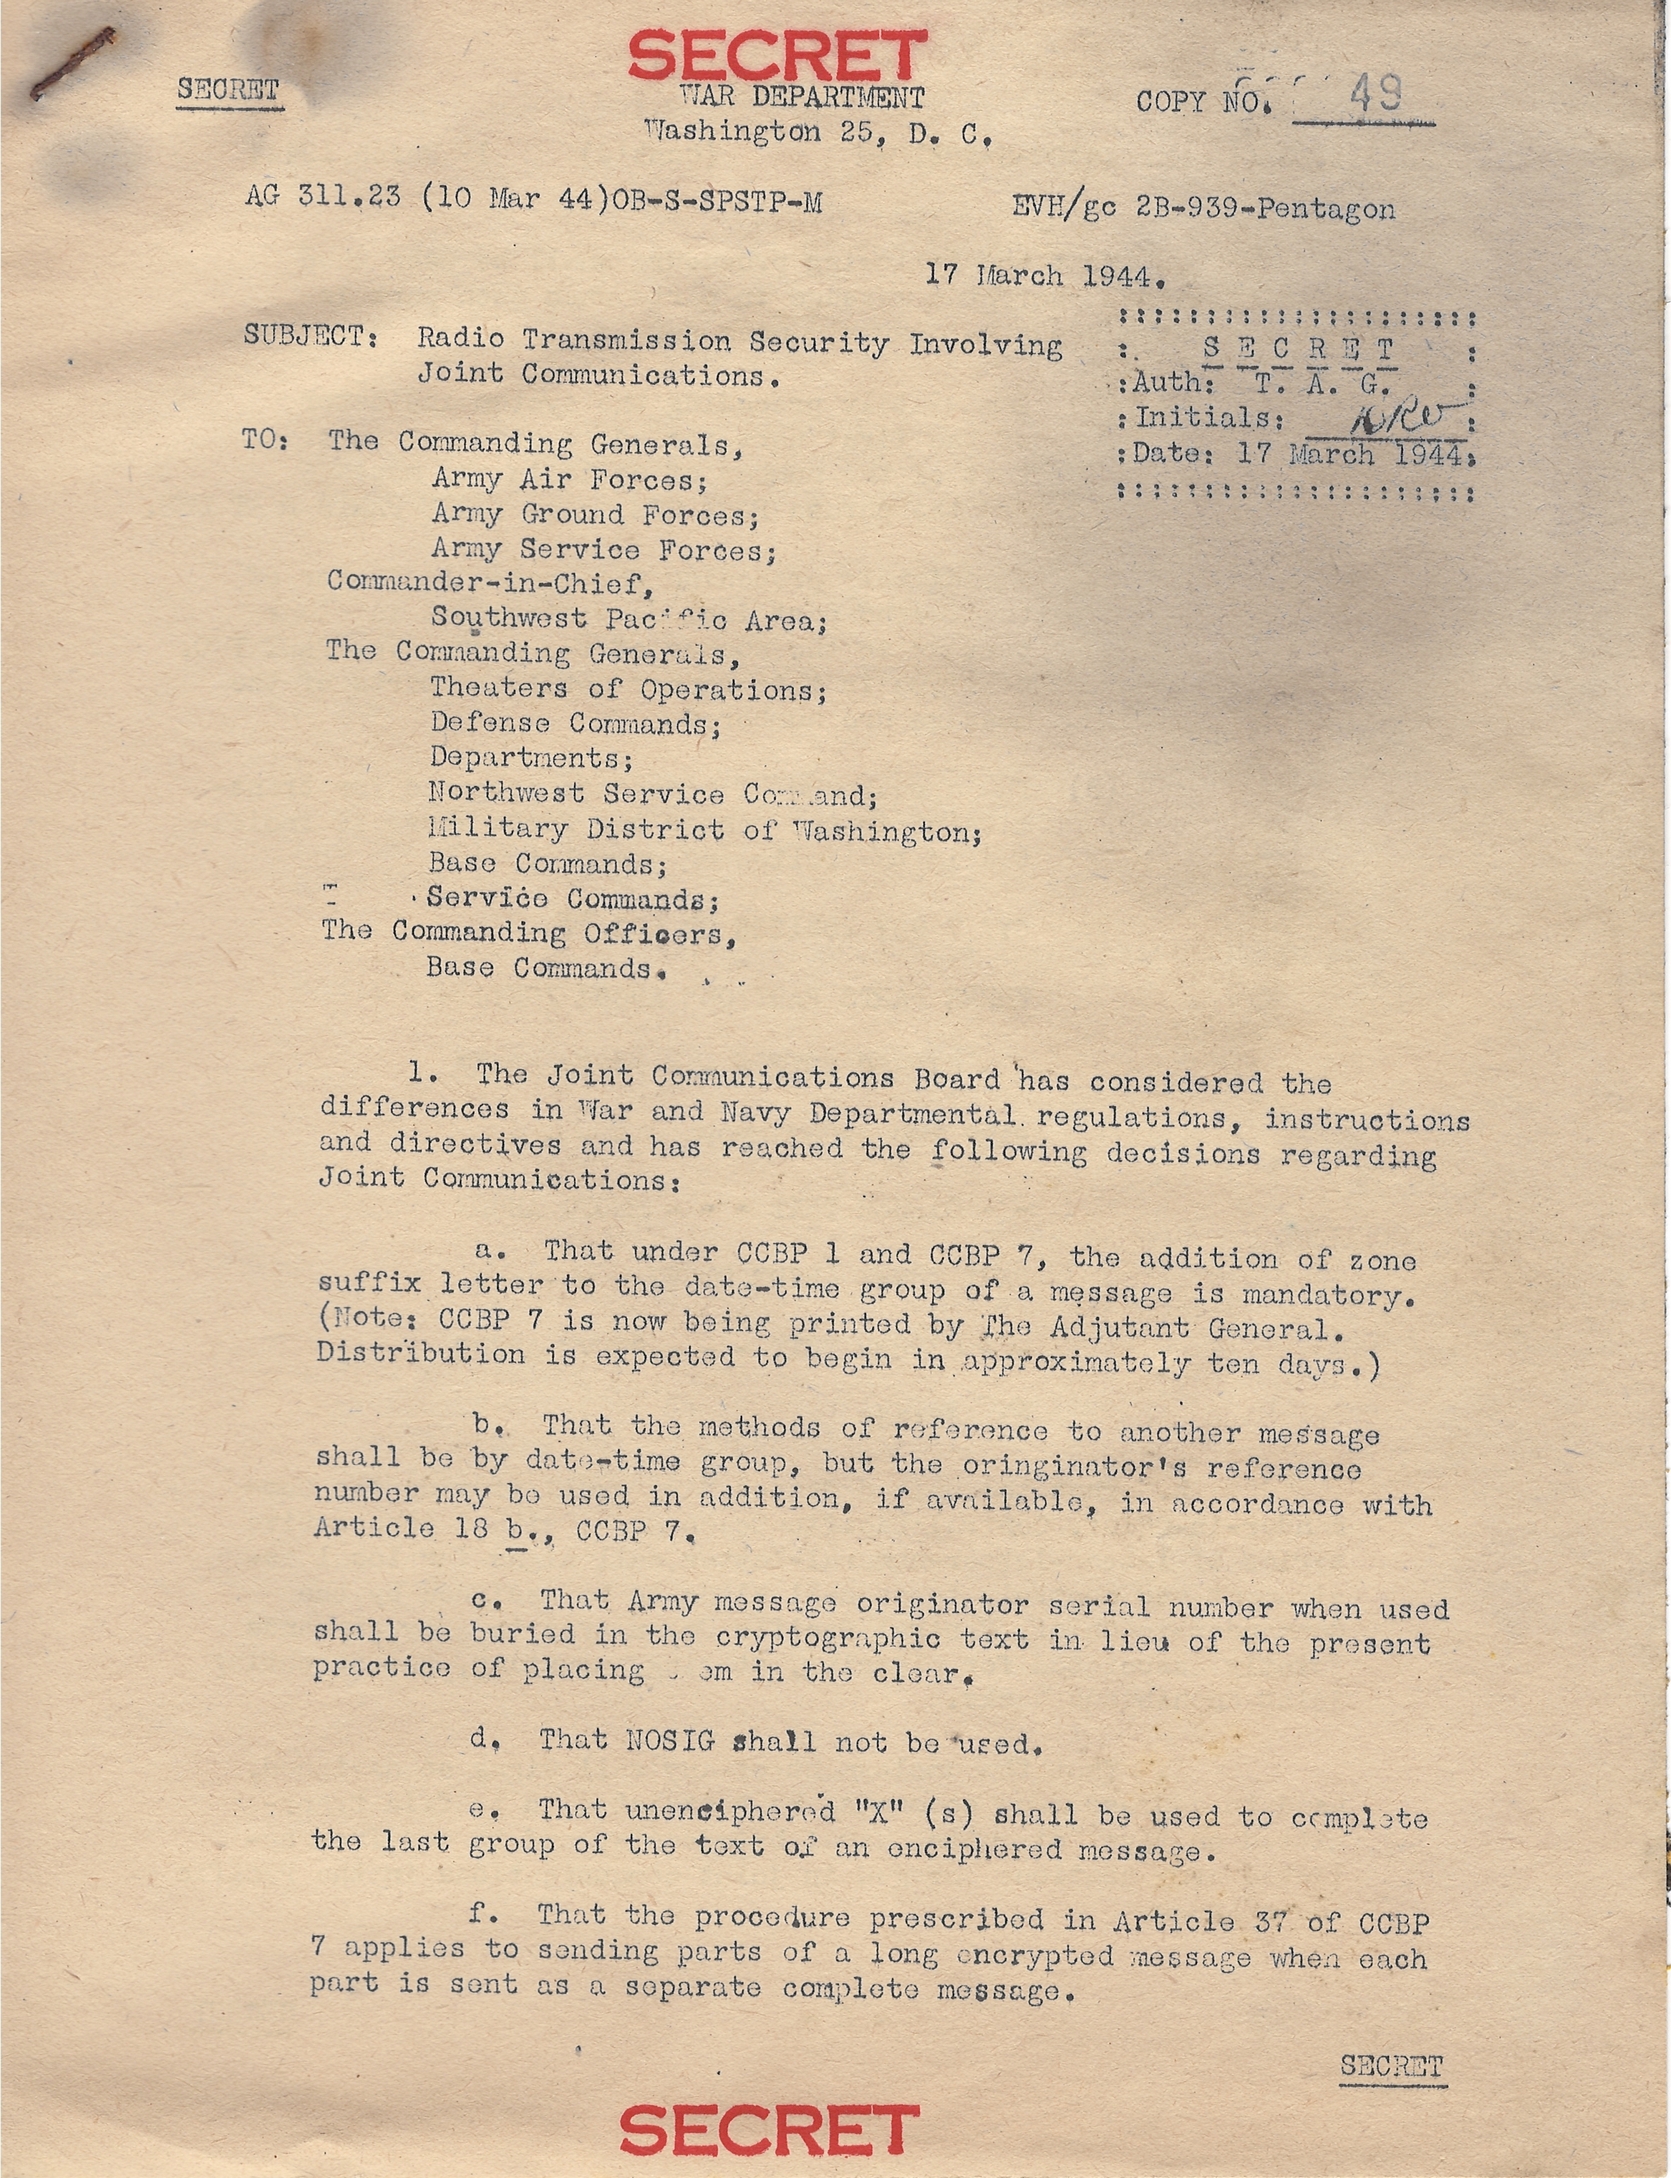 SECRET
SECRET
WAR DEPARTMENT
COPY NO. 49
Washington 25, D. C.
AG 311.23 (10 Mar 44)OB-S-SPSTP-M
EVH/gc 2B-939-Pentagon
17 March 1944.
SUBJECT: Radio Transmission Security Involving
Joint Communications.
::::::::::::::::::::
: S E C R E T :
:Auth: T. A. G. :
:Initials: :
:Date: 17 March 1944:
::::::::::::::::::::
TO: The Commanding Generals,
Army Air Forces;
Army Ground Forces;
Army Service Forces;
Commander-in-Chief,
Southwest Pacific Area;
The Commanding Generals,
Theaters of Operations;
Defense Commands;
Departments;
Northwest Service Command;
Military District of Washington;
Base Commands;
Service Commands;
The Commanding Officers,
Base Commands.
1. The Joint Communications Board has considered the
differences in War and Navy Departmental regulations, instructions
and directives and has reached the following decisions regarding
Joint Communications:
a. That under CCBP 1 and CCBP 7, the addition of zone
suffix letter to the date-time group of a message is mandatory.
(Note: CCBP 7 is now being printed by The Adjutant General.
Distribution is expected to begin in approximately ten days.)
b. That the methods of reference to another message
shall be by date-time group, but the oringinator's reference
number may be used in addition, if available, in accordance with
Article 18 b., CCBP 7.
c. That Army message originator serial number when used
shall be buried in the cryptographic text in lieu of the present
practice of placing in the clear.
d. That NOSIG shall not be used.
e. That unenciphered "X" (s) shall be used to complete
the last group of the text of an enciphered message.
f. That the procedure prescribed in Article 37 of CCBP
7 applies to sending parts of a long encrypted message when each
part is sent as a separate complete message.
SECRET
SECRET